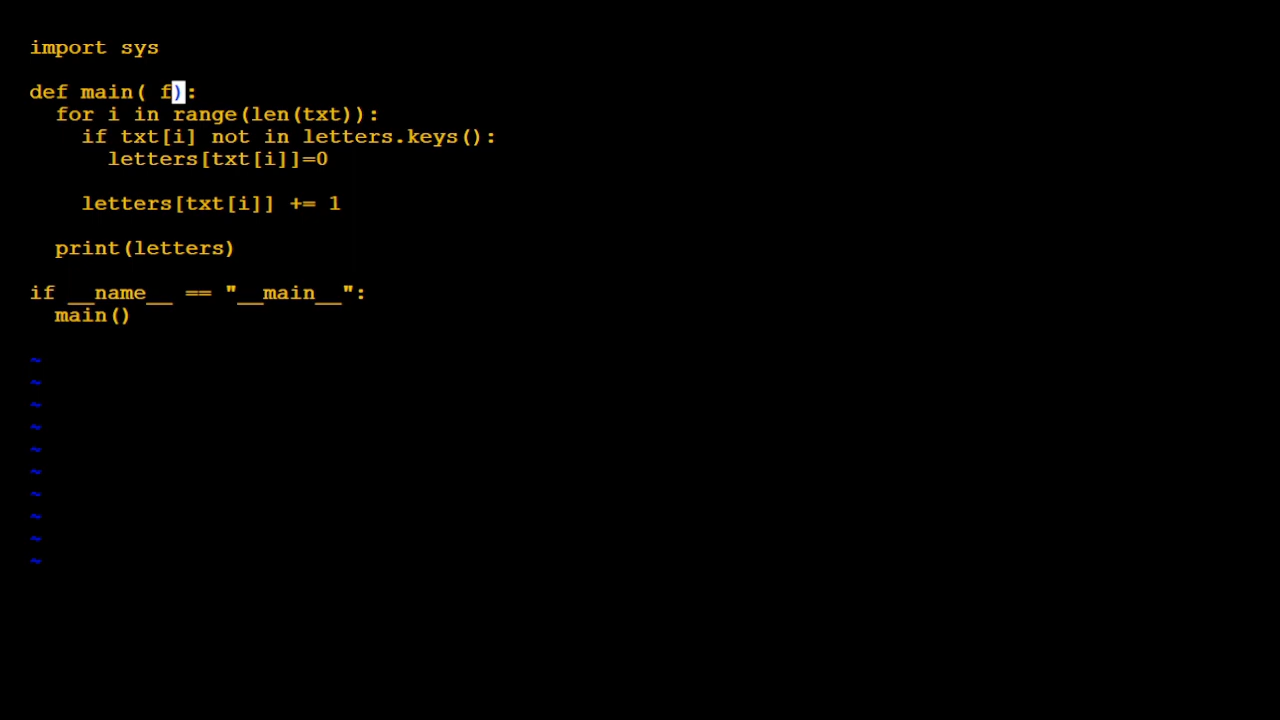 import sys
def main( f):
for i in range(len(txt)):
if txt[i] not in letters.keys():
letters[txt[i]]=0
letters[txt[i]] += 1
print(letters)
if __name__ == "__main__":
main()
~
~
~
~
~
~
~
~
~
~